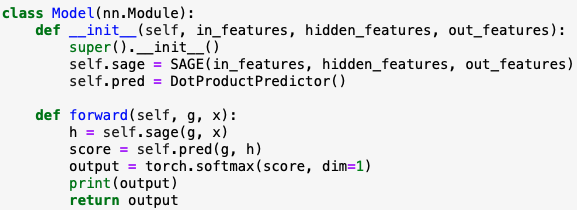 class Model(nn.Module):
    def __init__(self, in_features, hidden_features, out_features):
        super().__init__()
        self.sage = SAGE(in_features, hidden_features, out_features)
        self.pred = DotProductPredictor()

    def forward(self, g, x):
        h = self.sage(g, x)
        score = self.pred(g, h)
        output = torch.softmax(score, dim=1)
        print(output)
        return output